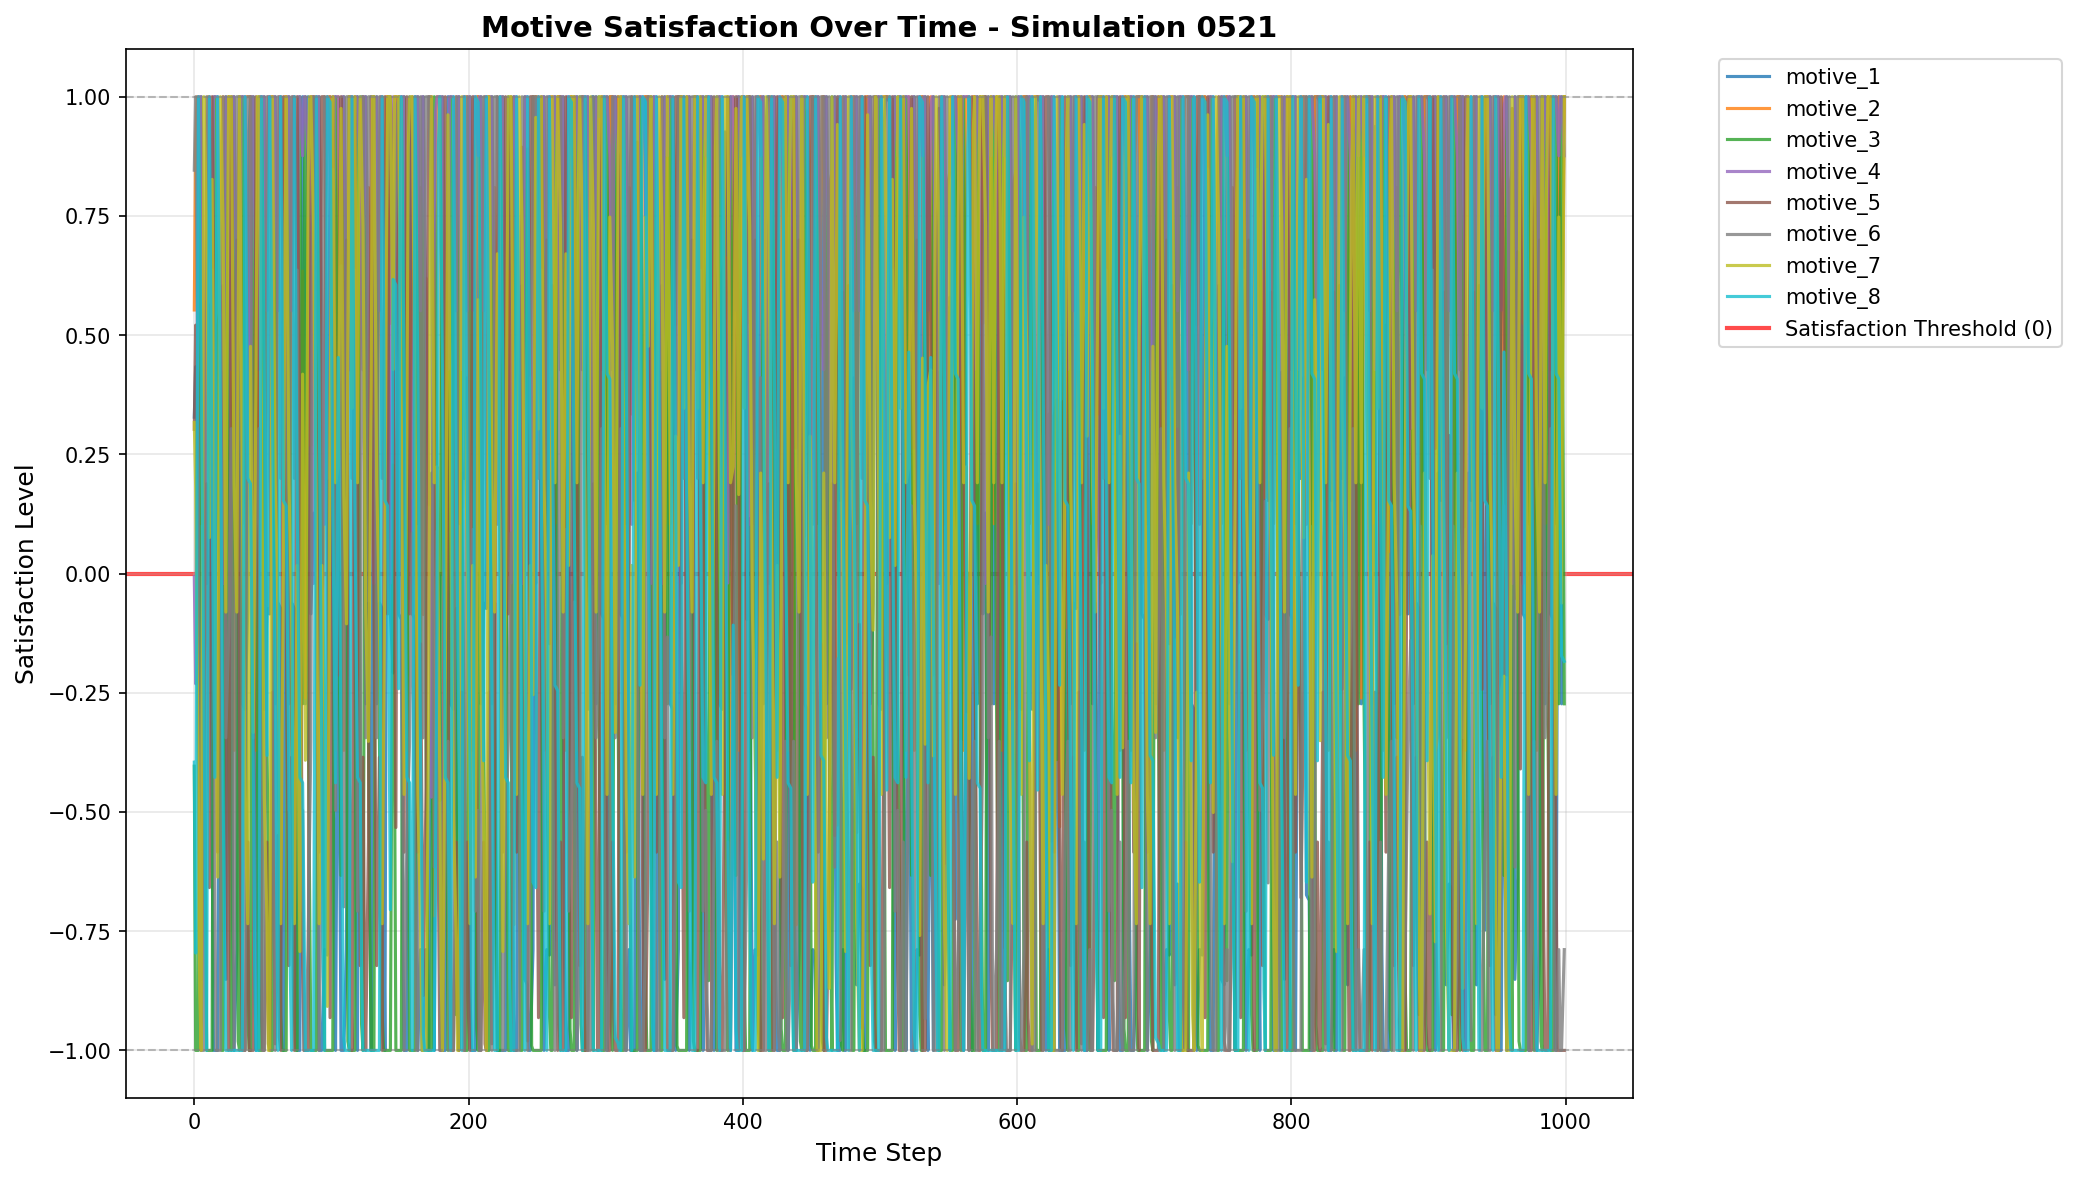 Motive Satisfaction Over Time - Simulation 0521
Satisfaction Level
1.00
0.75
0.50
0.25
0.00
−0.25
−0.50
−0.75
−1.00
0
200
400
600
800
1000
Time Step
motive_1
motive_2
motive_3
motive_4
motive_5
motive_6
motive_7
motive_8
Satisfaction Threshold (0)